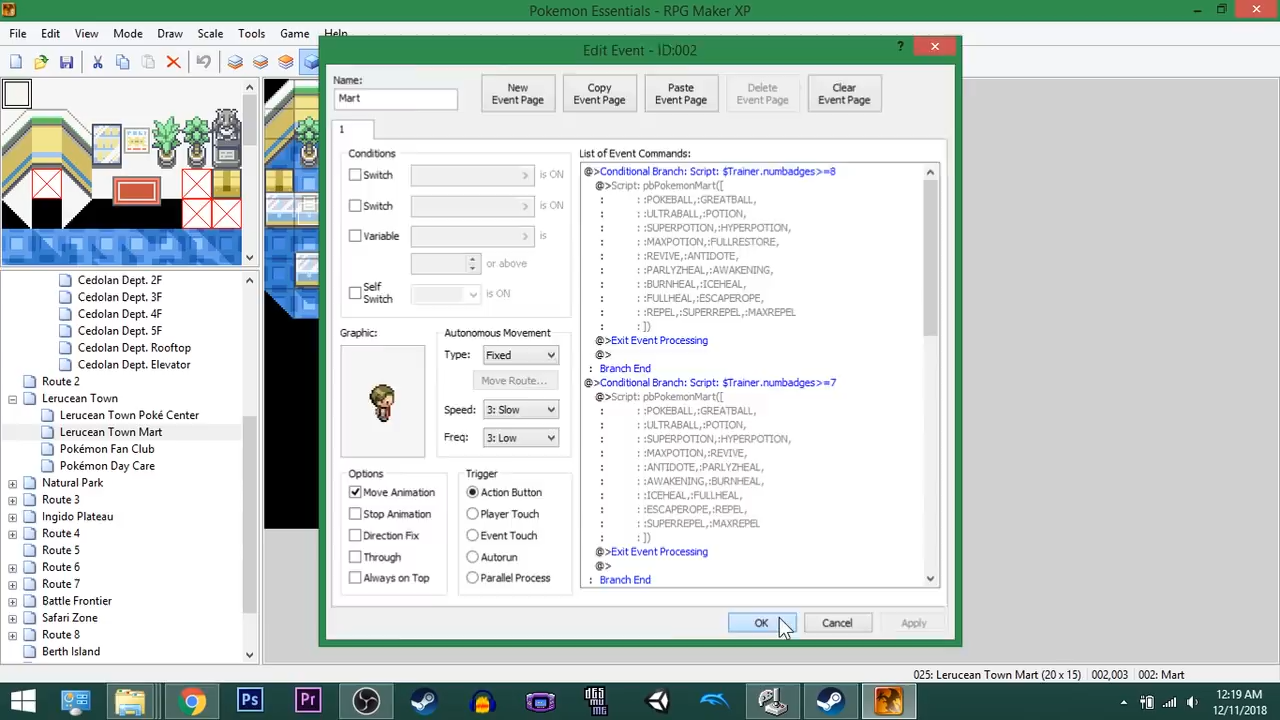 Pokemon Essentials - RPG Maker XP
File Edit View Mode Draw Scale Tools Game Help
Edit Event - ID:002
Name:
Mart
New Event Page
Copy Event Page
Paste Event Page
Delete Event Page
Clear Event Page
1
Conditions
Switch is ON
Switch is ON
Variable is
or above
Self Switch is ON
Graphic:
Autonomous Movement
Type: Fixed
Move Route...
Speed: 3: Slow
Freq: 3: Low
Options
Move Animation
Stop Animation
Direction Fix
Through
Always on Top
Trigger
Action Button
Player Touch
Event Touch
Autorun
Parallel Process
List of Event Commands:
@>Conditional Branch: Script: $Trainer.numbadges>=8
@>Script: pbPokemonMart([
: : :POKEBALL,:GREATBALL,
: : :ULTRABALL,:POTION,
: : :SUPERPOTION,:HYPERPOTION,
: : :MAXPOTION,:FULLRESTORE,
: : :REVIVE,:ANTIDOTE,
: : :PARLYZHEAL,:AWAKENING,
: : :BURNHEAL,:ICEHEAL,
: : :FULLHEAL,:ESCAPEROPE,
: : :REPEL,:SUPERREPEL,:MAXREPEL
: : ])
@>Exit Event Processing
@>
: Branch End
@>Conditional Branch: Script: $Trainer.numbadges>=7
@>Script: pbPokemonMart([
: : :POKEBALL,:GREATBALL,
: : :ULTRABALL,:POTION,
: : :SUPERPOTION,:HYPERPOTION,
: : :MAXPOTION,:REVIVE,
: : :ANTIDOTE,:PARLYZHEAL,
: : :AWAKENING,:BURNHEAL,
: : :ICEHEAL,:FULLHEAL,
: : :ESCAPEROPE,:REPEL,
: : :SUPERREPEL,:MAXREPEL
: : ])
@>Exit Event Processing
@>
: Branch End
OK
Cancel
Apply
Cedolan Dept. 2F
Cedolan Dept. 3F
Cedolan Dept. 4F
Cedolan Dept. 5F
Cedolan Dept. Rooftop
Cedolan Dept. Elevator
Route 2
Lerucean Town
Lerucean Town Poké Center
Lerucean Town Mart
Pokémon Fan Club
Pokémon Day Care
Natural Park
Route 3
Ingido Plateau
Route 4
Route 5
Route 6
Route 7
Battle Frontier
Safari Zone
Route 8
Berth Island
025: Lerucean Town Mart (20 x 15) 002,003 002: Mart
Ps
Pr
12:19 AM
12/11/2018